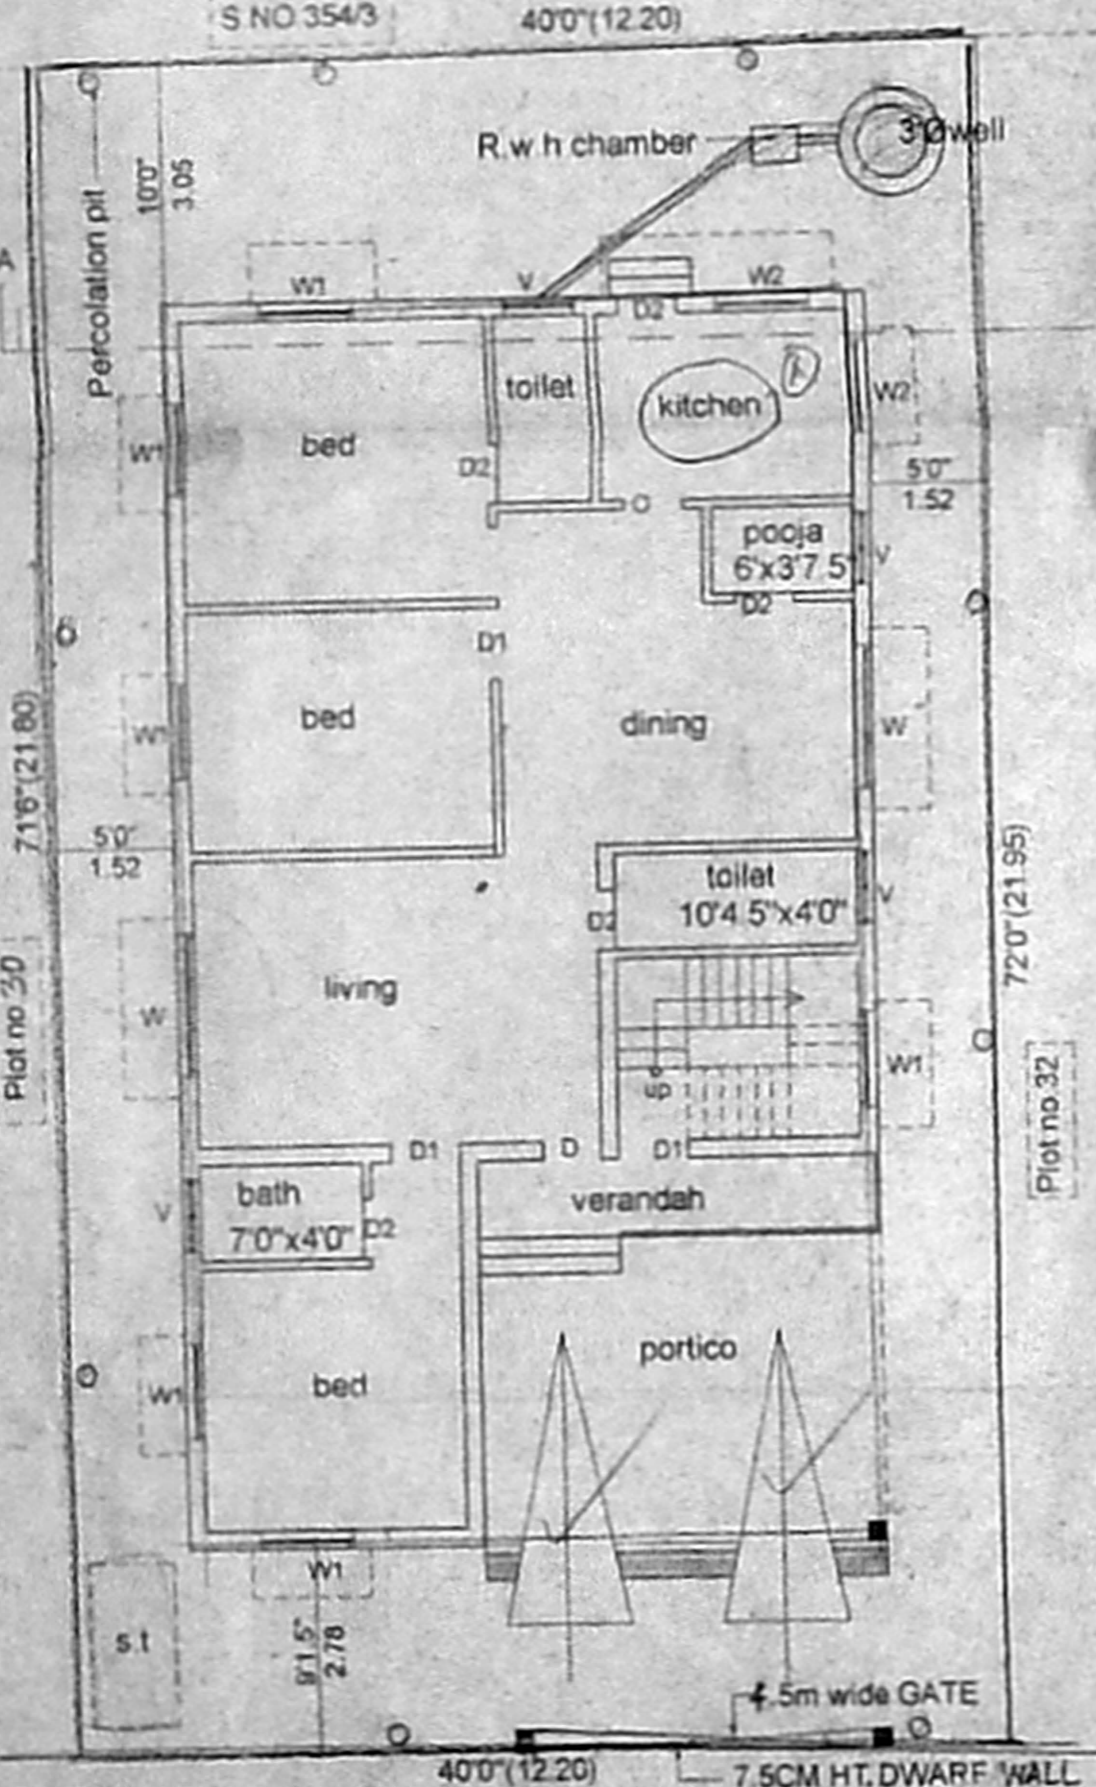 S.NO 354/3
40'0"(12.20)
R.w h chamber
3'Øwell
Percolation pit
10'0"
3.05
A
W1
V
D2
W2
toilet
kitchen
A
W2
bed
W1
D2
5'0"
1.52
pooja
6'x3'7.5"
V
D2
6
D1
bed
dining
W1
W
71'6"(21.80)
5'0"
1.52
toilet
10'4.5"x4'0"
V
D2
72'0"(21.95)
living
Plot no 30
W
up
W1
Plot no 32
D1
D
D1
bath
7'0"x4'0"
V
D2
verandah
portico
bed
W1
W1
s.t
9'1.5"
2.78
4.5m wide GATE
40'0"(12.20)
7.5CM HT. DWARF WALL